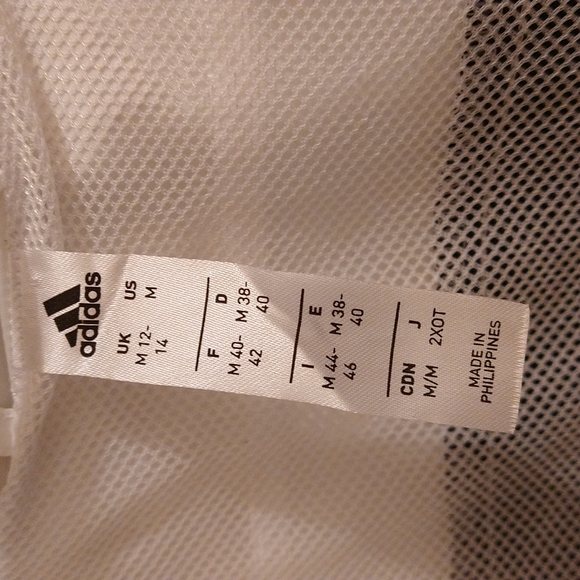 adidas
UK US
M 12-14 M
F D
M 40-42 M 38-40
I E
M 44-46 M 38-40
CDN J
M/M 2XOT
MADE IN
PHILIPPINES